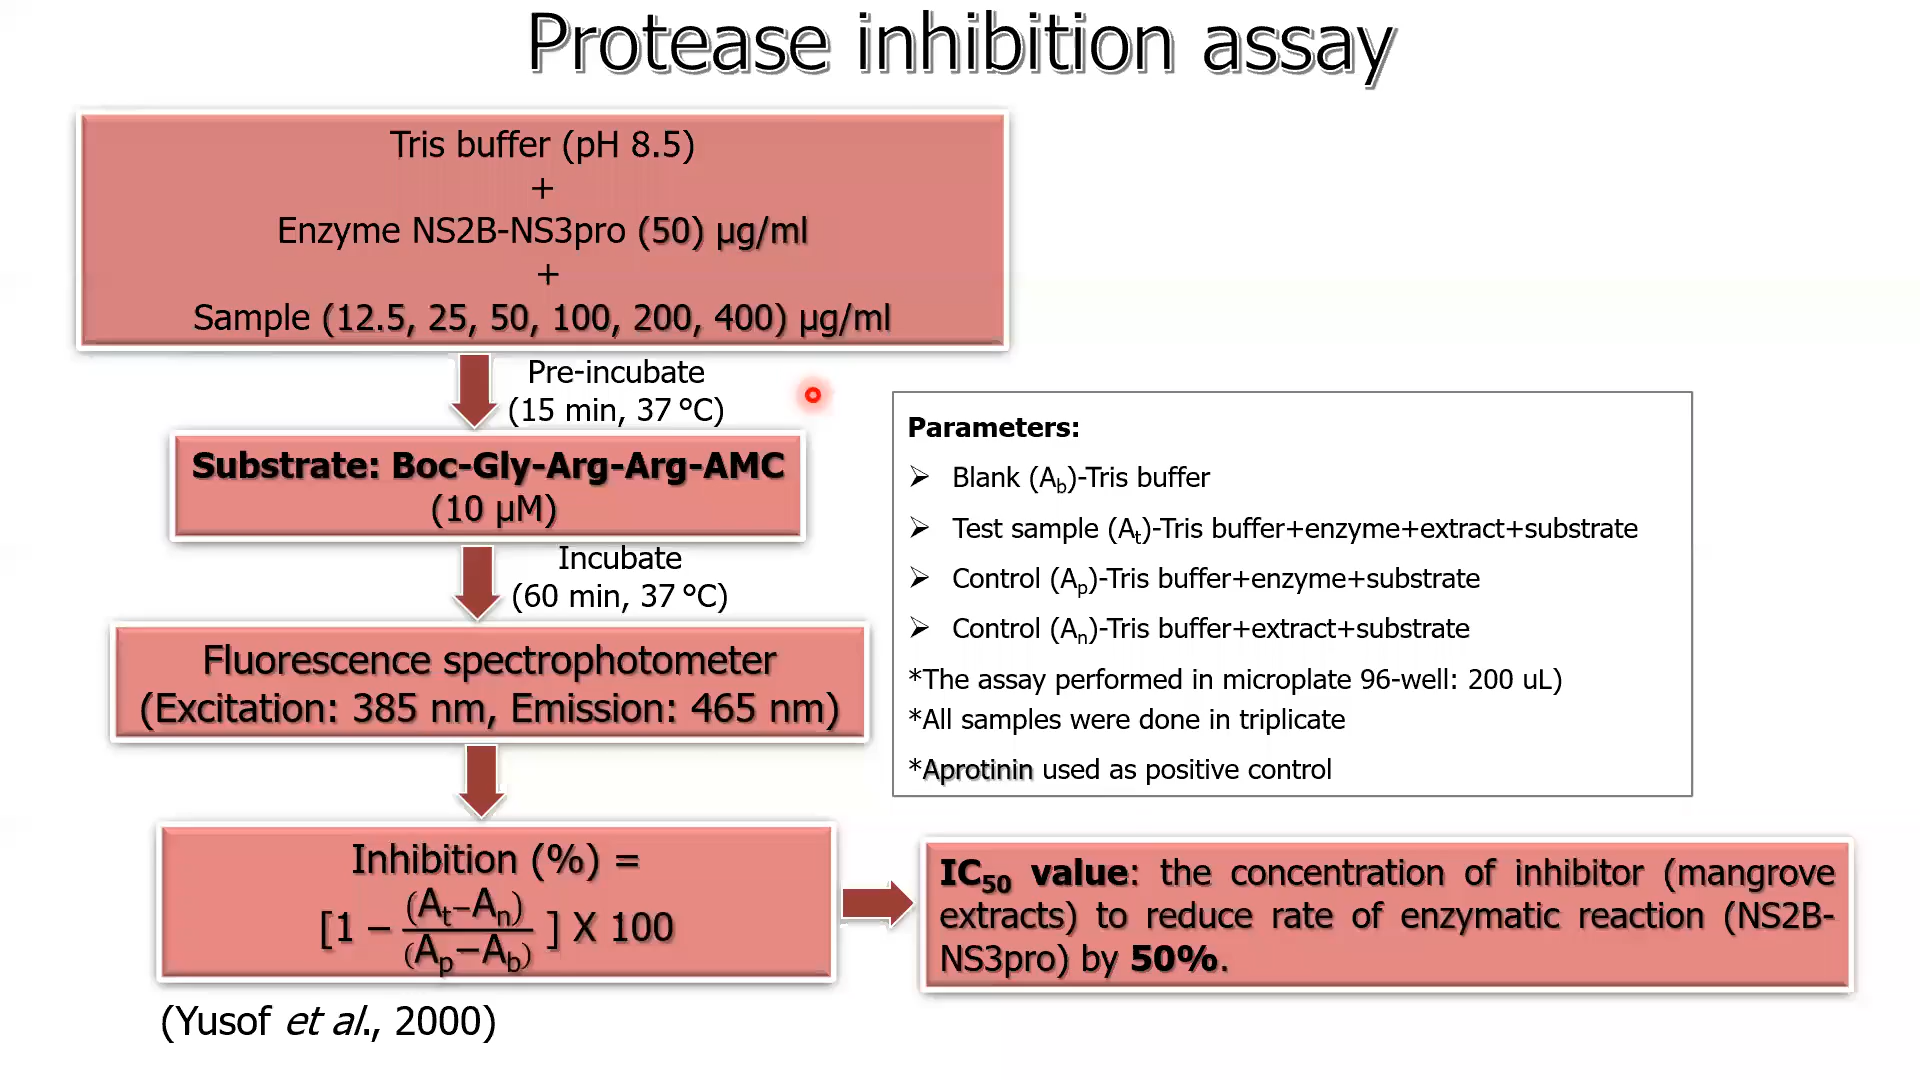 Protease inhibition assay
Tris buffer (pH 8.5)
+
Enzyme NS2B-NS3pro (50) µg/ml
+
Sample (12.5, 25, 50, 100, 200, 400) µg/ml
Pre-incubate
(15 min, 37 °C)
Substrate: Boc-Gly-Arg-Arg-AMC
(10 µM)
Incubate
(60 min, 37 °C)
Fluorescence spectrophotometer
(Excitation: 385 nm, Emission: 465 nm)
Inhibition (%) =
[1 − (At−An)/(Ap−Ab) ] X 100
(Yusof et al., 2000)
Parameters:
➢ Blank (Ab)-Tris buffer
➢ Test sample (At)-Tris buffer+enzyme+extract+substrate
➢ Control (Ap)-Tris buffer+enzyme+substrate
➢ Control (An)-Tris buffer+extract+substrate
*The assay performed in microplate 96-well: 200 uL)
*All samples were done in triplicate
*Aprotinin used as positive control
IC50 value: the concentration of inhibitor (mangrove
extracts) to reduce rate of enzymatic reaction (NS2B-
NS3pro) by 50%.